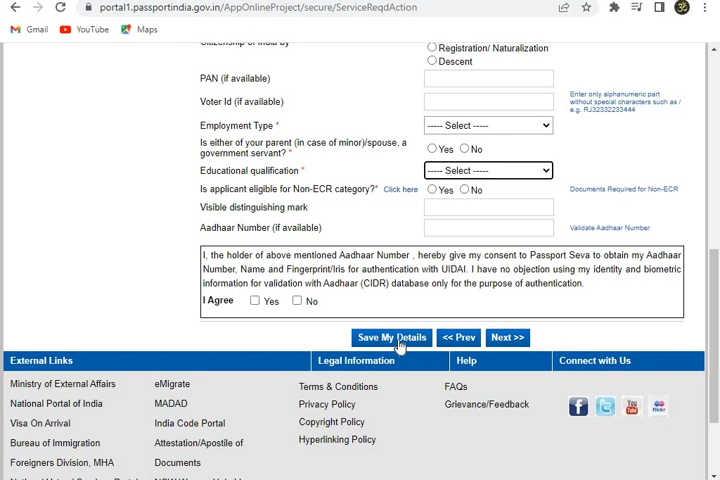 portal1.passportindia.gov.in/AppOnlineProject/secure/ServiceReqdAction
Gmail YouTube Maps
Citizenship of India by
Registration/ Naturalization
Descent
PAN (if available)
Voter Id (if available)
Enter only alphanumeric part
without special characters such as /
e.g. RJ32332233444
Employment Type *
----- Select -----
Is either of your parent (in case of minor)/spouse, a
government servant? *
Yes No
Educational qualification *
----- Select -----
Is applicant eligible for Non-ECR category?* Click here
Yes No
Documents Required for Non-ECR
Visible distinguishing mark
Aadhaar Number (if available)
Validate Aadhaar Number
I, the holder of above mentioned Aadhaar Number , hereby give my consent to Passport Seva to obtain my Aadhaar
Number, Name and Fingerprint/Iris for authentication with UIDAI. I have no objection using my identity and biometric
information for validation with Aadhaar (CIDR) database only for the purpose of authentication.
I Agree Yes No
Save My Details << Prev Next >>
External Links Legal Information Help Connect with Us
Ministry of External Affairs
National Portal of India
Visa On Arrival
Bureau of Immigration
Foreigners Division, MHA
eMigrate
MADAD
India Code Portal
Attestation/Apostile of
Documents
Terms & Conditions
Privacy Policy
Copyright Policy
Hyperlinking Policy
FAQs
Grievance/Feedback
You
Tube
flickr